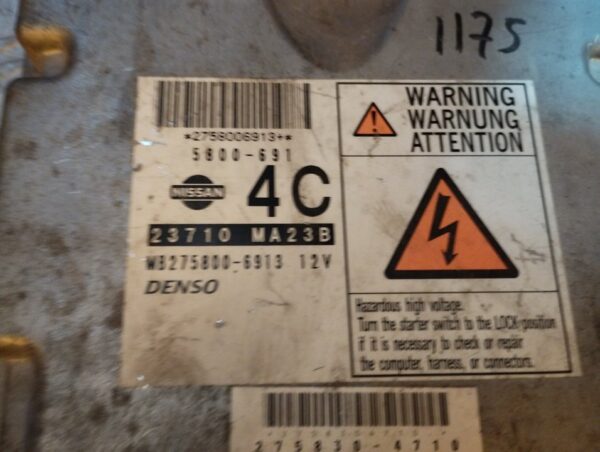 1175
*2758006913+*
5800-691
NISSAN
4C
23710 MA23B
WB275800-6913 12V
DENSO
WARNING
WARNUNG
ATTENTION
Hazardous high voltage.
Turn the starter switch to the LOCK-position
if it is necessary to check or repair
the computer, harness, or connectors.
275830-4710